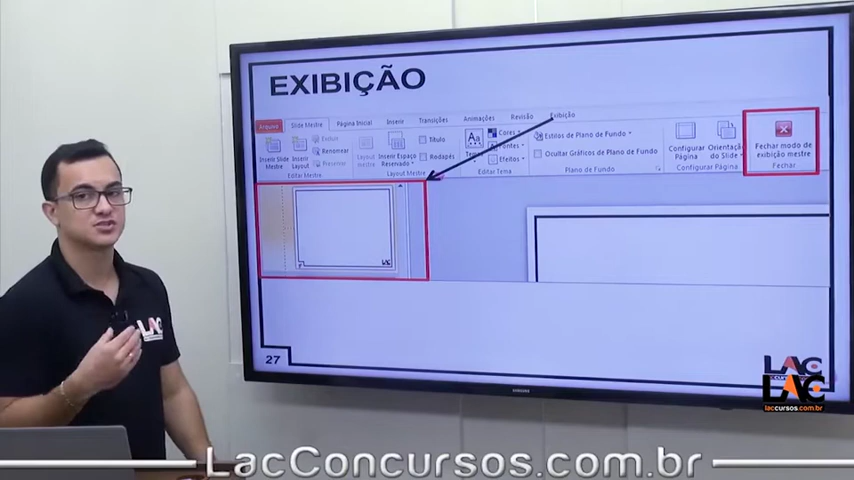 EXIBIÇÃO
Arquivo Slide Mestre Página Inicial Inserir Transições Animações Revisão Exibição
Inserir Slide Mestre
Inserir Layout
Excluir
Renomear
Preservar
Editar Mestre
Layout Mestre
Inserir Espaço Reservado
Título
Rodapés
Layout Mestre
Cores
Fontes
Efeitos
Editar Tema
Estilos de Plano de Fundo
Ocultar Gráficos de Plano de Fundo
Plano de Fundo
Configurar Página
Orientação do Slide
Configurar Página
Fechar modo de exibição mestre
Fechar
LAC
27
LAC
SAMSUNG
LAC
LAC
laccursos.com.br
LacConcursos.com.br